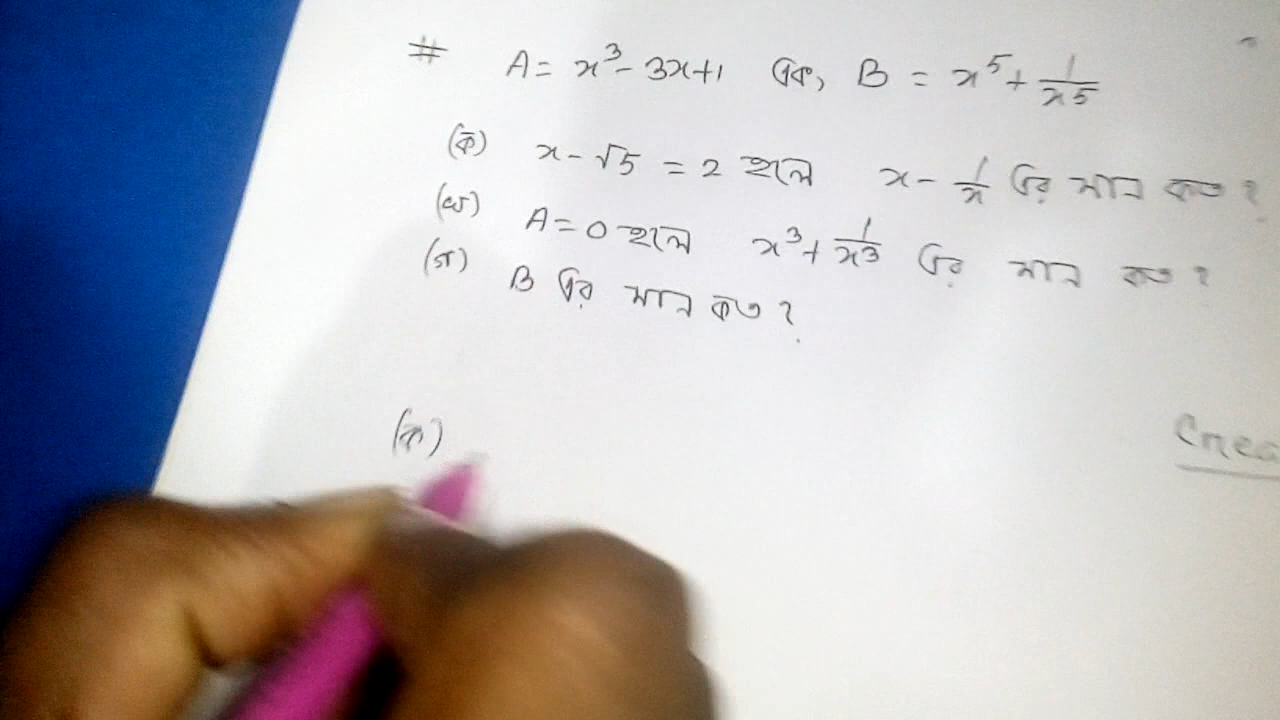 # A = x³ - 3x + 1 এবং, B = x⁵ + 1/x⁵
(ক) x - √5 = 2 হলে x - 1/x এর মান কত ?
(খ) A = 0 হলে x³ + 1/x³ এর মান কত ?
(গ) B এর মান কত ?
(ক)